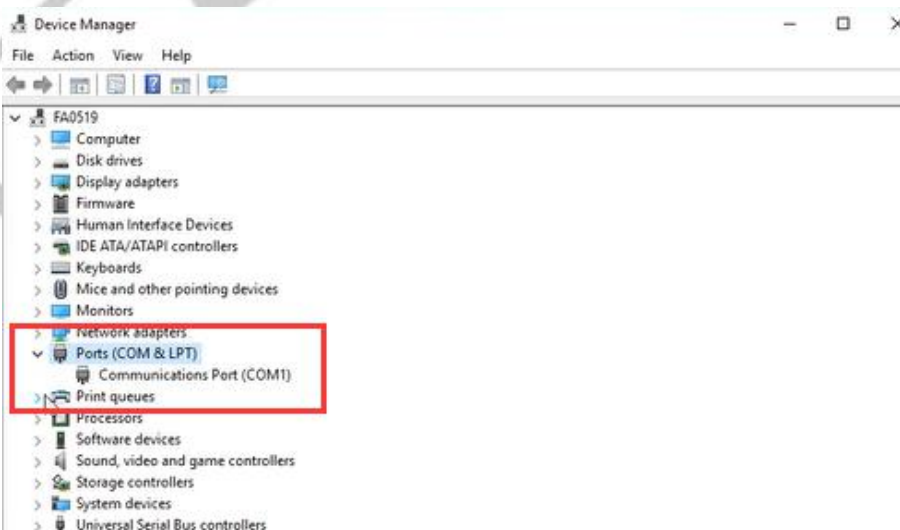 Device Manager
File Action View Help
FA0519
Computer
Disk drives
Display adapters
Firmware
Human Interface Devices
IDE ATA/ATAPI controllers
Keyboards
Mice and other pointing devices
Monitors
Network adapters
Ports (COM & LPT)
Communications Port (COM1)
Print queues
Processors
Software devices
Sound, video and game controllers
Storage controllers
System devices
Universal Serial Bus controllers